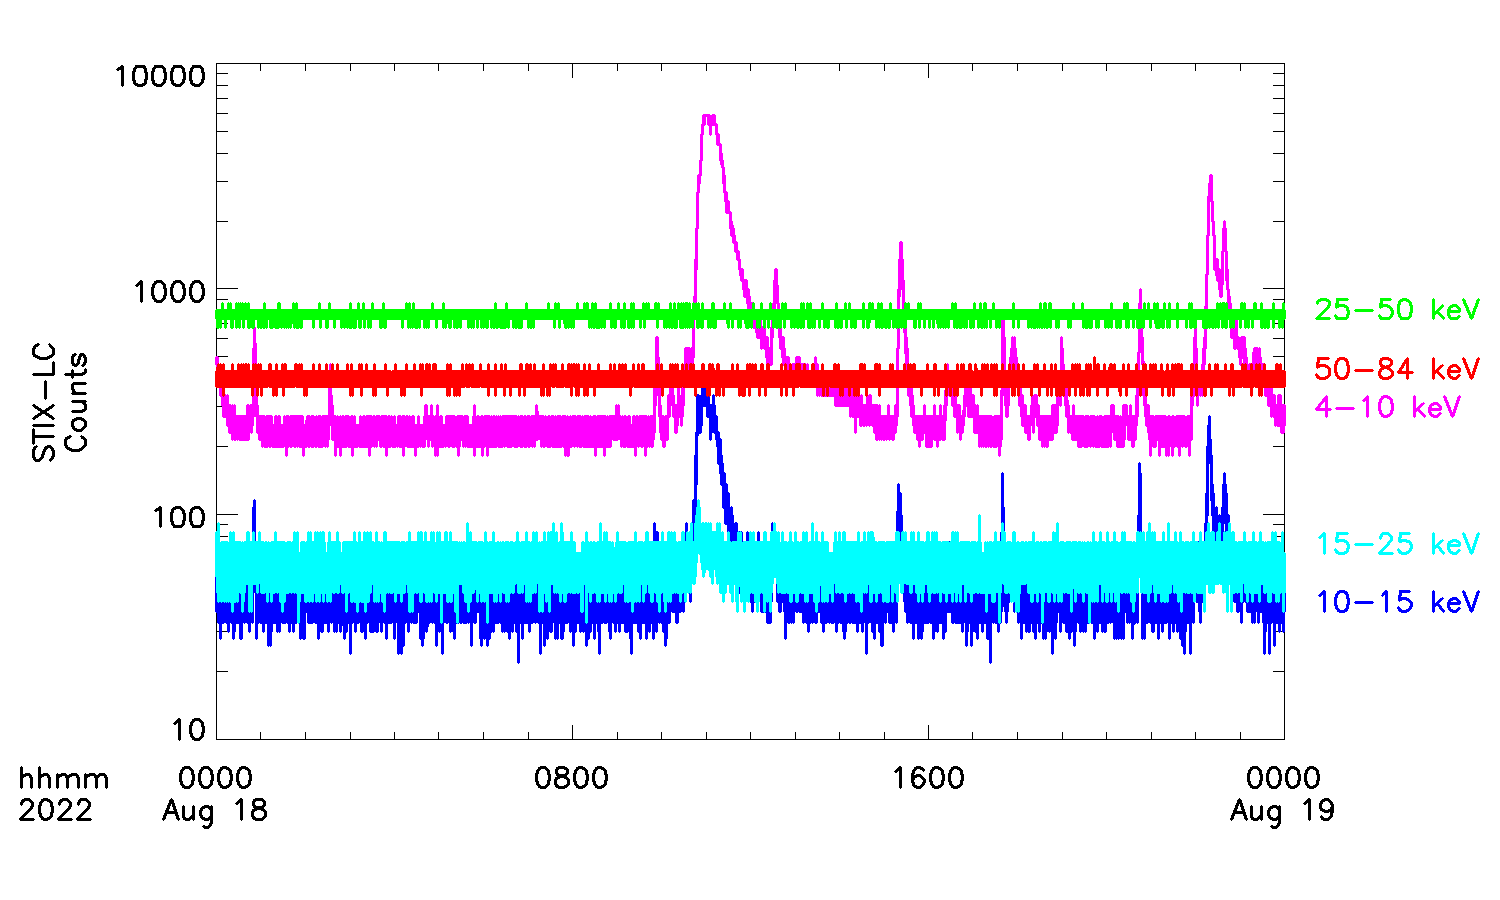 10000
1000
100
10
STIX-LC
Counts
25-50 keV
50-84 keV
4-10 keV
15-25 keV
10-15 keV
hhmm 0000 0800 1600 0000
2022 Aug 18 Aug 19